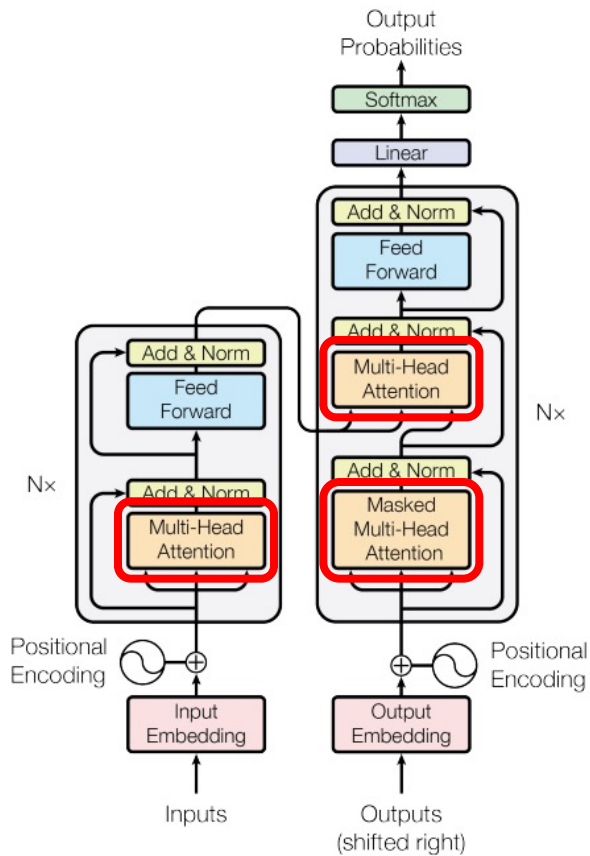 Output
Probabilities
Softmax
Linear
Add & Norm
Feed
Forward
Add & Norm
Multi-Head
Attention
Add & Norm
Masked
Multi-Head
Attention
Nx
Add & Norm
Feed
Forward
Add & Norm
Multi-Head
Attention
Nx
Positional
Encoding
Positional
Encoding
Input
Embedding
Output
Embedding
Inputs
Outputs
(shifted right)